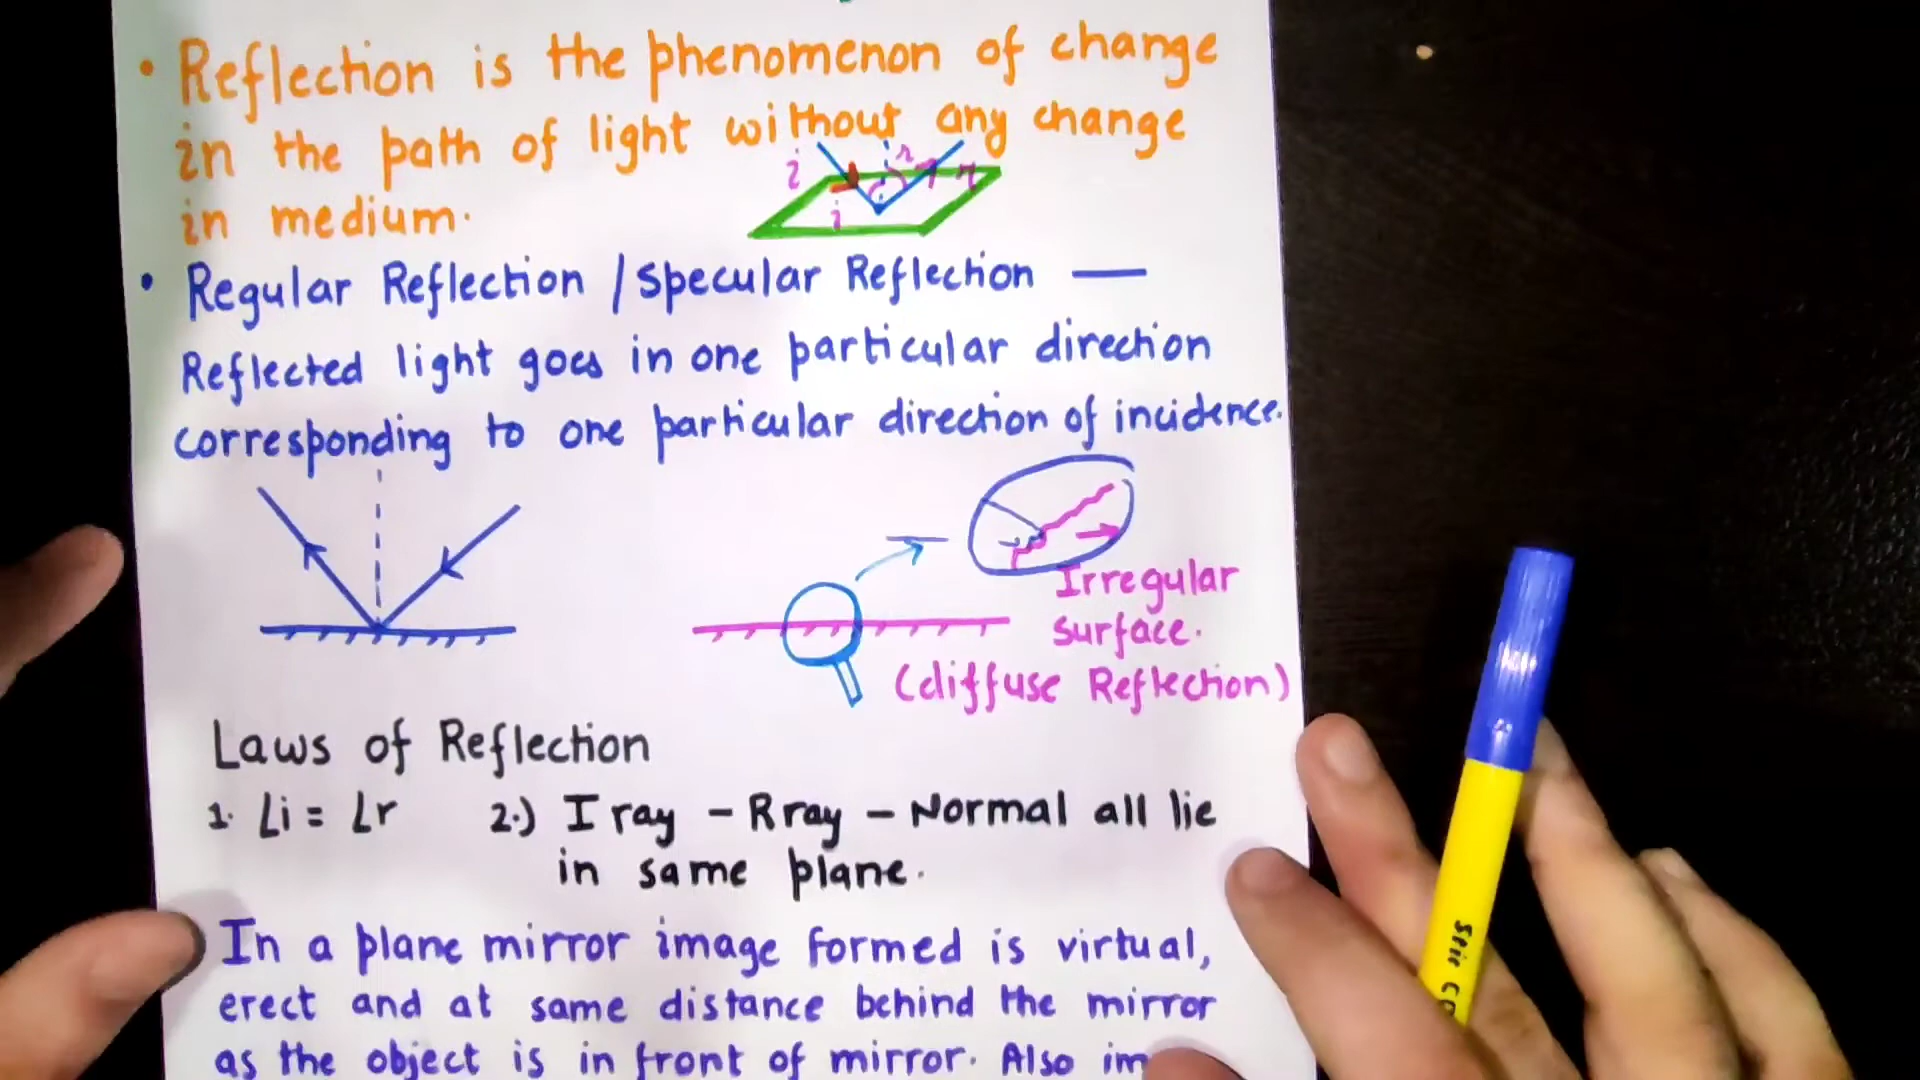 • Reflection is the phenomenon of change
in the path of light without any change
in medium.
i r r
i
• Regular Reflection / Specular Reflection —
Reflected light goes in one particular direction
corresponding to one particular direction of incidence.
Irregular
surface.
(diffuse Reflection)
Laws of Reflection
1. ∠i = ∠r 2.) I ray - R ray - Normal all lie
in same plane.
In a plane mirror image formed is virtual,
erect and at same distance behind the mirror
as the object is in front of mirror. Also